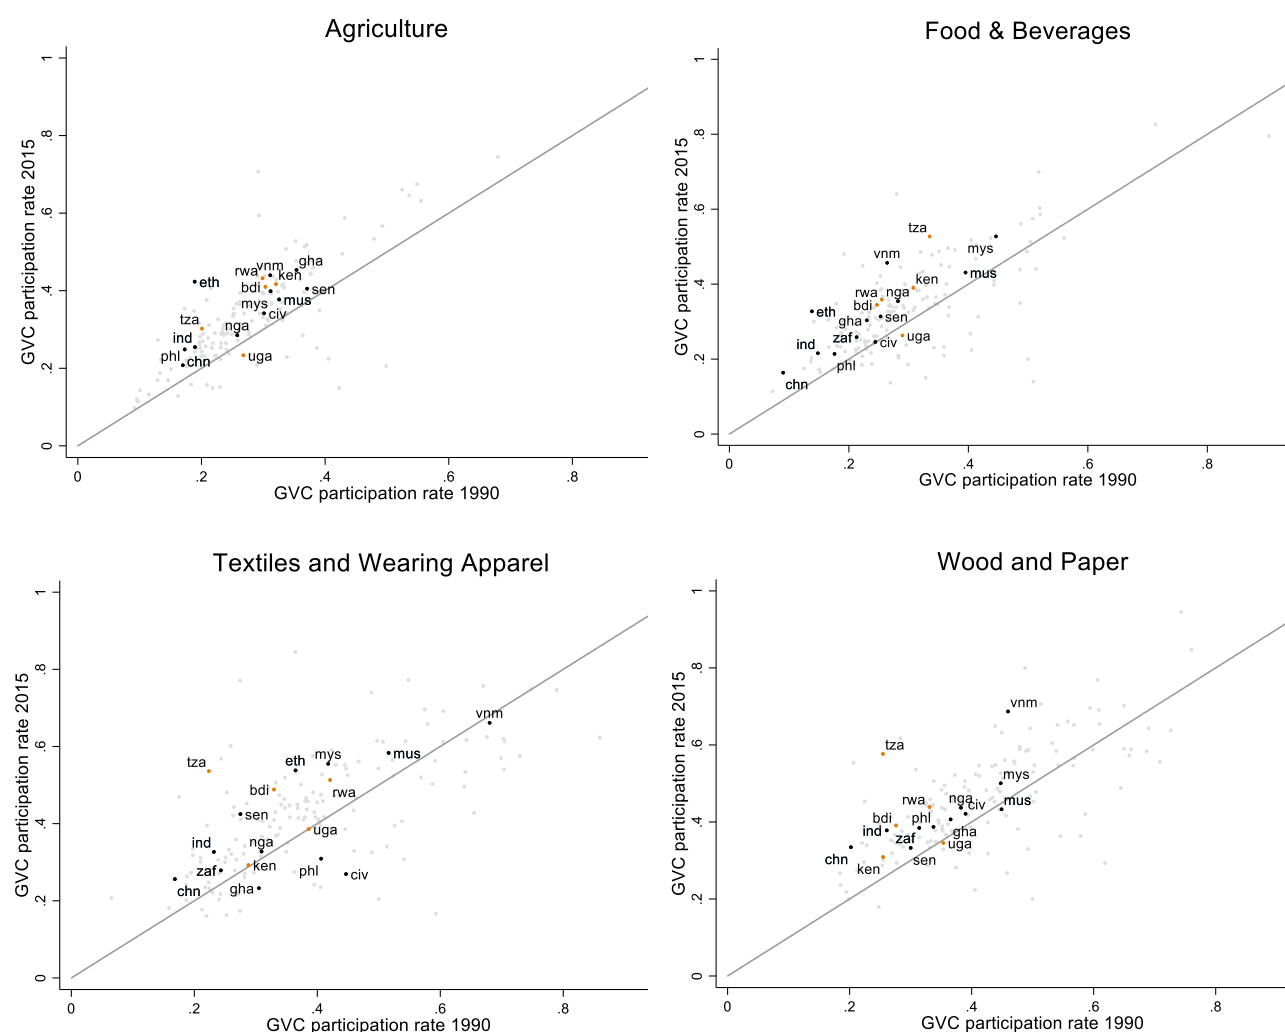 Agriculture
GVC participation rate 2015
1
.8
.6
.4
.2
0
gha
vnm
rwa
ken
eth
bdi
sen
mys
mus
civ
tza
nga
ind
phl
chn
uga
0
.2
.4
.6
.8
GVC participation rate 1990
Food & Beverages
GVC participation rate 2015
1
.8
.6
.4
.2
0
tza
mys
vnm
mus
ken
rwa
nga
bdi
eth
gha
sen
zaf
civ
uga
ind
phl
chn
0
.2
.4
.6
.8
GVC participation rate 1990
Textiles and Wearing Apparel
GVC participation rate 2015
1
.8
.6
.4
.2
0
vnm
tza
eth
mys
mus
bdi
rwa
sen
uga
ind
nga
zaf
ken
phl
civ
chn
gha
0
.2
.4
.6
.8
GVC participation rate 1990
Wood and Paper
GVC participation rate 2015
1
.8
.6
.4
.2
0
vnm
tza
mys
rwa
nga
civ
mus
bdi
phl
ind
zaf
gha
uga
chn
ken
sen
0
.2
.4
.6
.8
GVC participation rate 1990